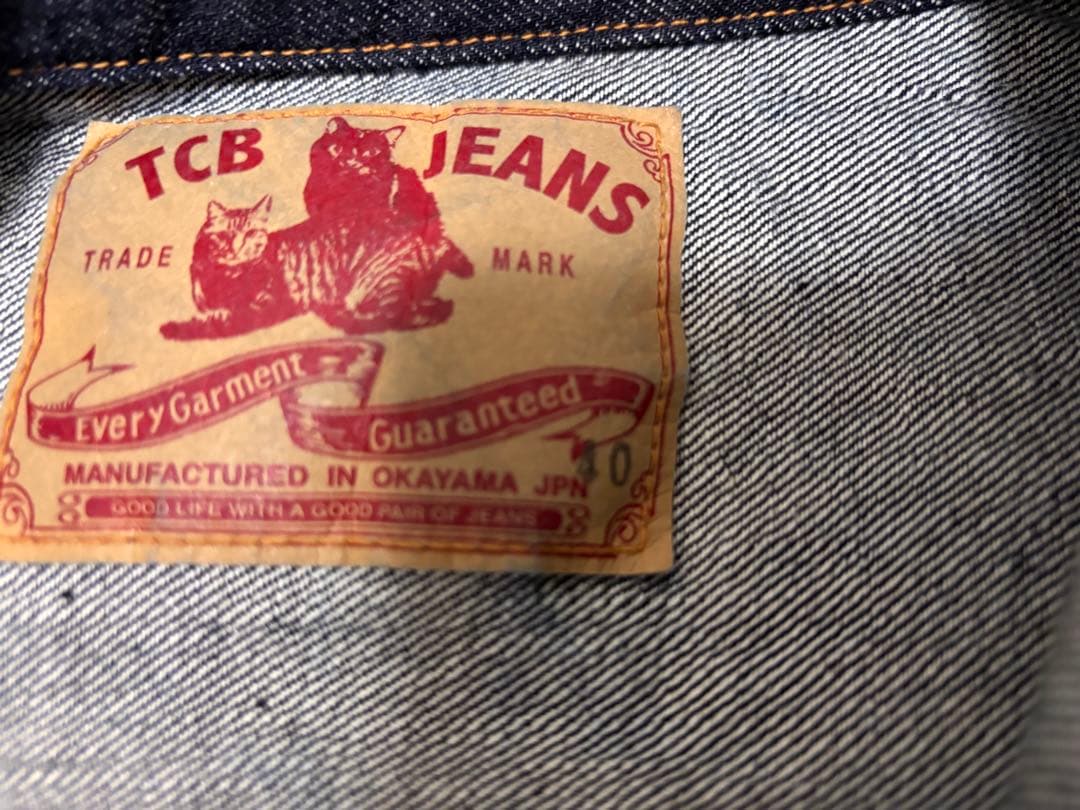 TCB JEANS
TRADE MARK
Every Garment Guaranteed
40
MANUFACTURED IN OKAYAMA JPN
GOOD LIFE WITH A GOOD PAIR OF JEANS